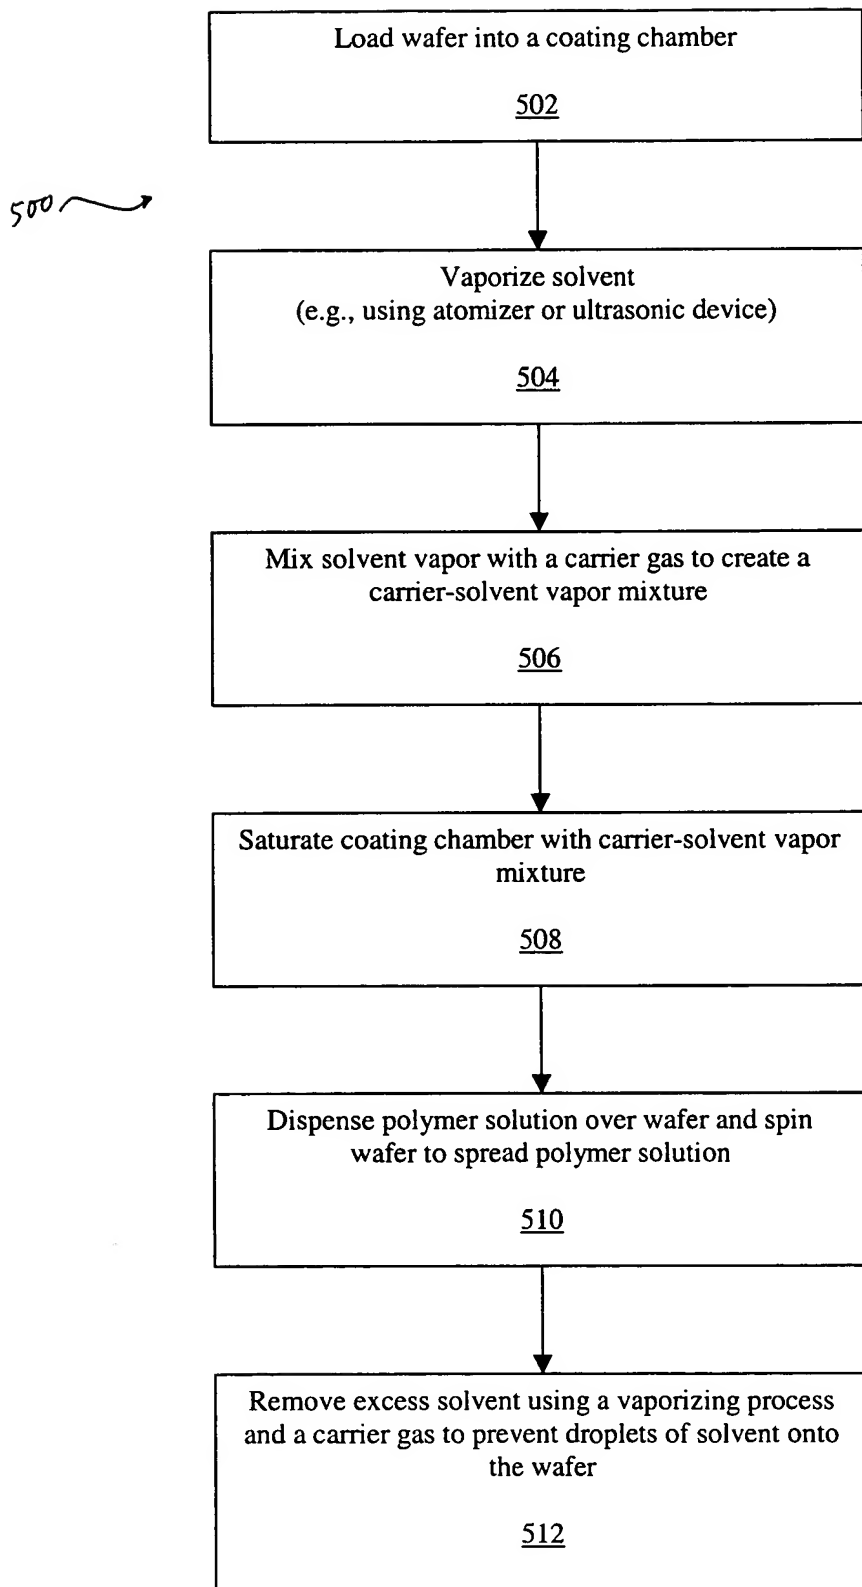 Load wafer into a coating chamber
502
500
Vaporize solvent
(e.g., using atomizer or ultrasonic device)
504
Mix solvent vapor with a carrier gas to create a
carrier-solvent vapor mixture
506
Saturate coating chamber with carrier-solvent vapor
mixture
508
Dispense polymer solution over wafer and spin
wafer to spread polymer solution
510
Remove excess solvent using a vaporizing process
and a carrier gas to prevent droplets of solvent onto
the wafer
512